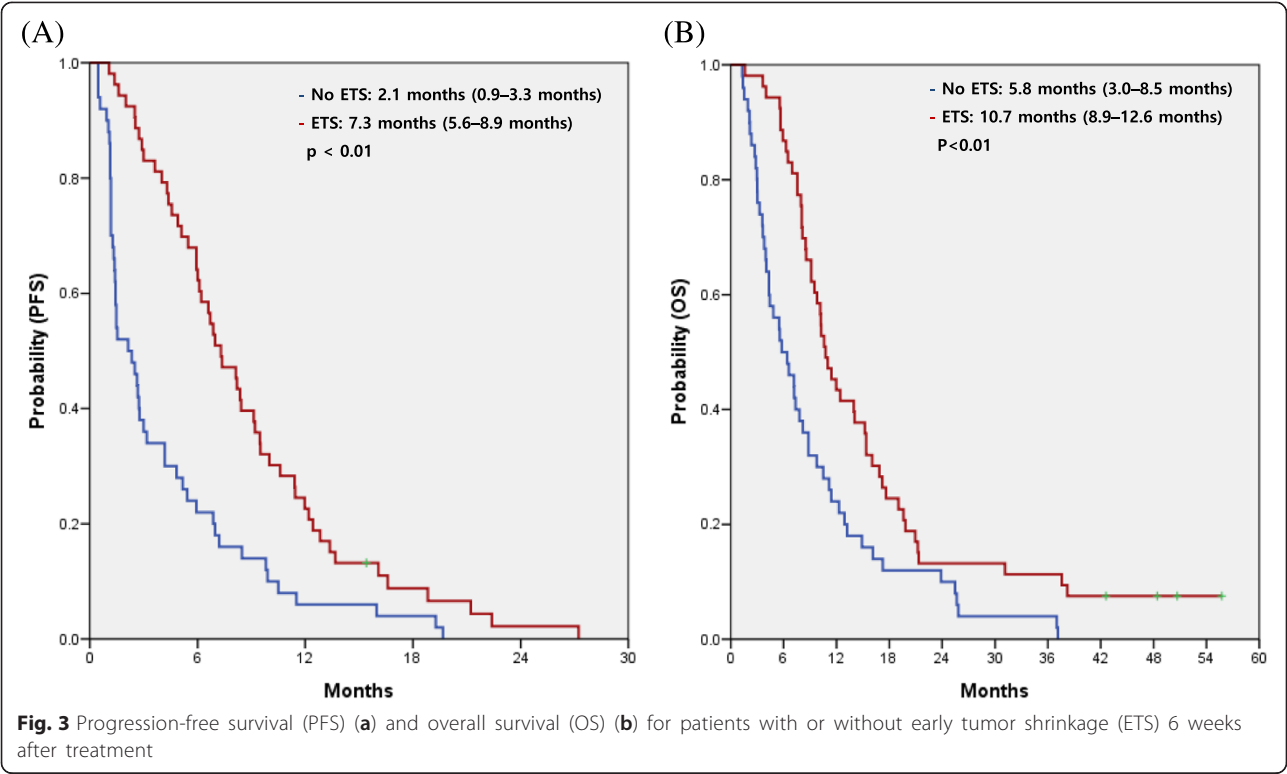 (A)
1.0
0.8
0.6
0.4
0.2
0.0
Probability (PFS)
- No ETS: 2.1 months (0.9–3.3 months)
- ETS: 7.3 months (5.6–8.9 months)
p < 0.01
0 6 12 18 24 30
Months
(B)
1.0
0.8
0.6
0.4
0.2
0.0
Probability (OS)
- No ETS: 5.8 months (3.0–8.5 months)
- ETS: 10.7 months (8.9–12.6 months)
P<0.01
0 6 12 18 24 30 36 42 48 54 60
Months
Fig. 3 Progression-free survival (PFS) (a) and overall survival (OS) (b) for patients with or without early tumor shrinkage (ETS) 6 weeks
after treatment